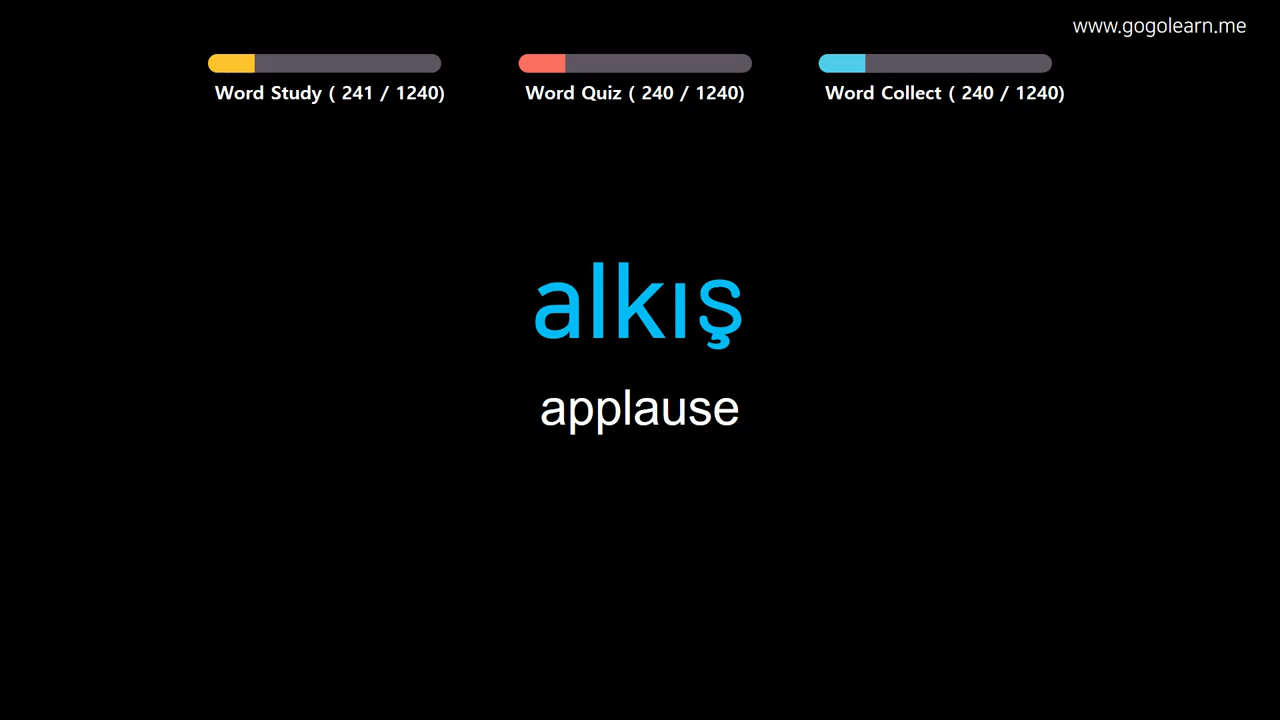 www.gogolearn.me
Word Study ( 241 / 1240)
Word Quiz ( 240 / 1240)
Word Collect ( 240 / 1240)
alkış
applause